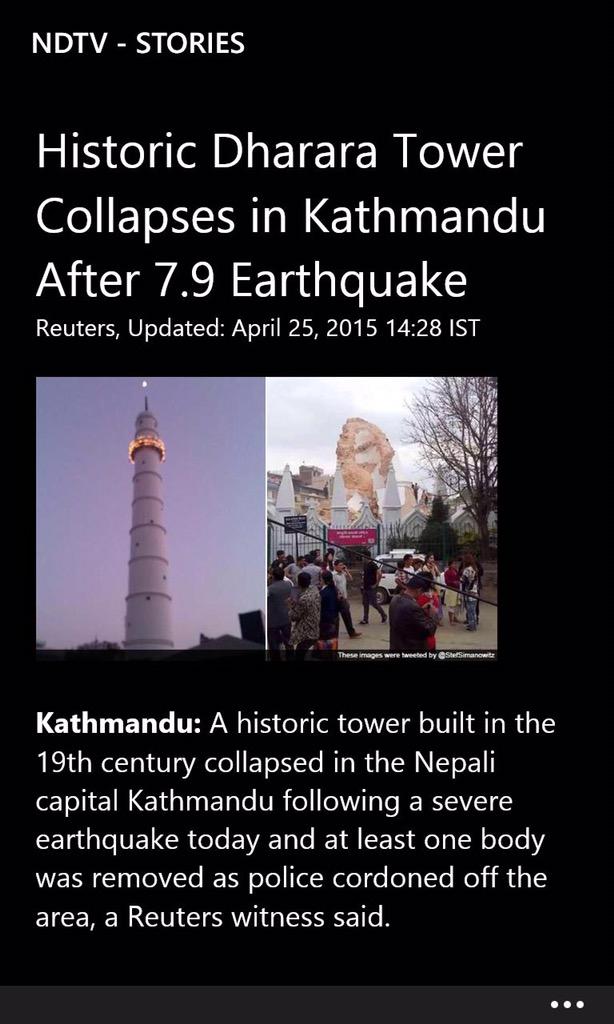 NDTV - STORIES
Historic Dharara Tower
Collapses in Kathmandu
After 7.9 Earthquake
Reuters, Updated: April 25, 2015 14:28 IST
These images were tweeted by @StefSimanowitz
Kathmandu: A historic tower built in the
19th century collapsed in the Nepali
capital Kathmandu following a severe
earthquake today and at least one body
was removed as police cordoned off the
area, a Reuters witness said.